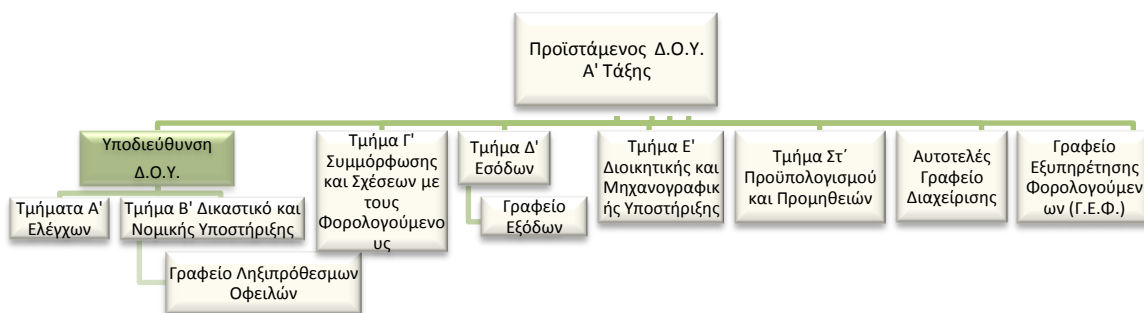 Προϊστάμενος Δ.Ο.Υ.
Α' Τάξης
Υποδιεύθυνση
Δ.Ο.Υ.
Τμήματα Α'
Ελέγχων
Τμήμα Β' Δικαστικό και
Νομικής Υποστήριξης
Γραφείο Ληξιπρόθεσμων
Οφειλών
Τμήμα Γ'
Συμμόρφωσης
και Σχέσεων με
τους
Φορολογούμενο
υς
Τμήμα Δ'
Εσόδων
Γραφείο
Εξόδων
Τμήμα Ε'
Διοικητικής και
Μηχανογραφικ
ής Υποστήριξης
Τμήμα Στ΄
Προϋπολογισμού
και Προμηθειών
Αυτοτελές
Γραφείο
Διαχείρισης
Γραφείο
Εξυπηρέτησης
Φορολογούμεν
ων (Γ.Ε.Φ.)